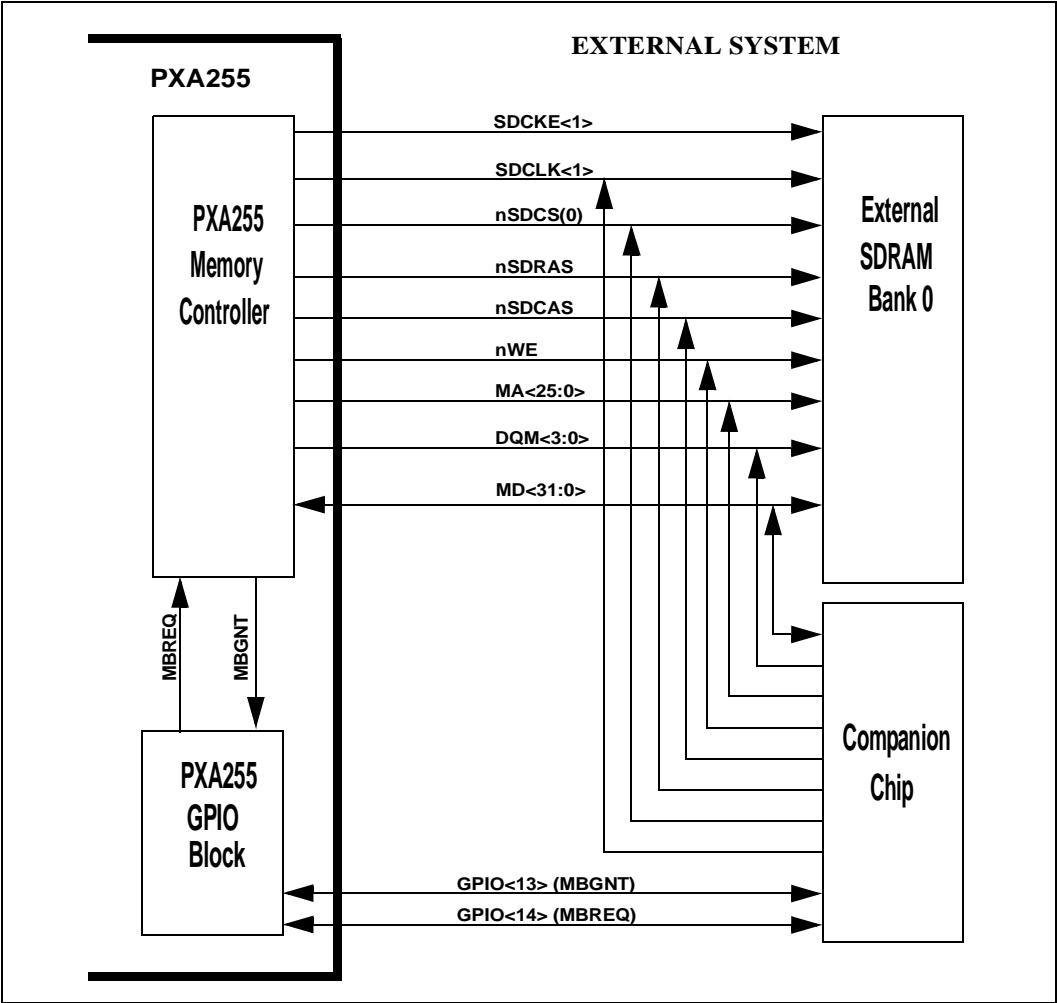 EXTERNAL SYSTEM
PXA255
SDCKE<1>
SDCLK<1>
nSDCS(0)
nSDRAS
nSDCAS
nWE
MA<25:0>
DQM<3:0>
MD<31:0>
PXA255
Memory
Controller
External
SDRAM
Bank 0
MBREQ
MBGNT
PXA255
GPIO
Block
Companion
Chip
GPIO<13> (MBGNT)
GPIO<14> (MBREQ)